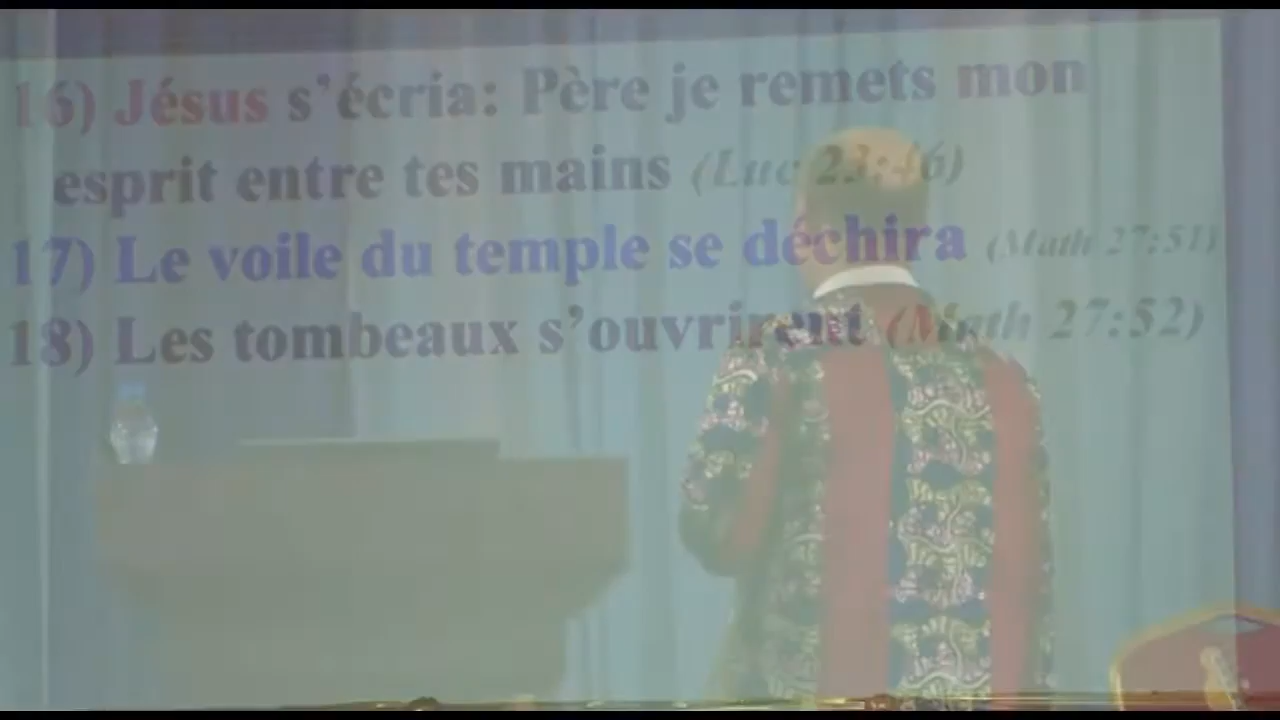 16) Jésus s'écria: Père je remets mon
esprit entre tes mains (Luc 23:46)
17) Le voile du temple se déchira (Math 27:51)
18) Les tombeaux s'ouvrirent (Math 27:52)